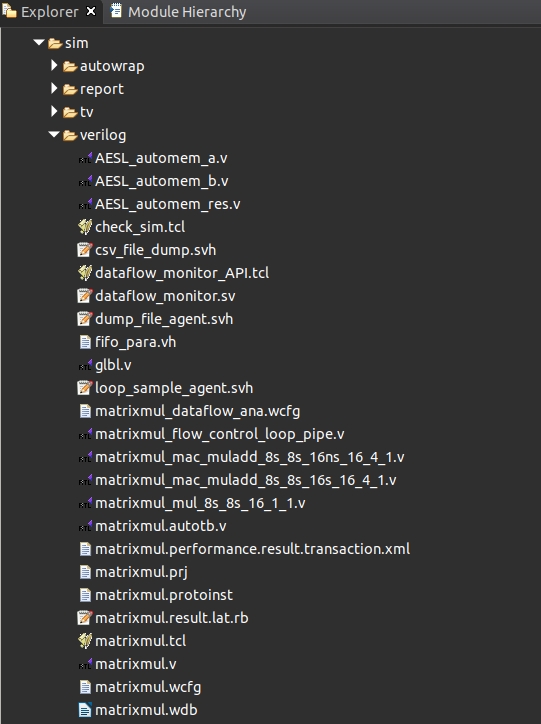 Explorer Module Hierarchy
sim
autowrap
report
tv
verilog
AESL_automem_a.v
AESL_automem_b.v
AESL_automem_res.v
check_sim.tcl
csv_file_dump.svh
dataflow_monitor_API.tcl
dataflow_monitor.sv
dump_file_agent.svh
fifo_para.vh
glbl.v
loop_sample_agent.svh
matrixmul_dataflow_ana.wcfg
matrixmul_flow_control_loop_pipe.v
matrixmul_mac_muladd_8s_8s_16ns_16_4_1.v
matrixmul_mac_muladd_8s_8s_16s_16_4_1.v
matrixmul_mul_8s_8s_16_1_1.v
matrixmul.autotb.v
matrixmul.performance.result.transaction.xml
matrixmul.prj
matrixmul.protoinst
matrixmul.result.lat.rb
matrixmul.tcl
matrixmul.v
matrixmul.wcfg
matrixmul.wdb